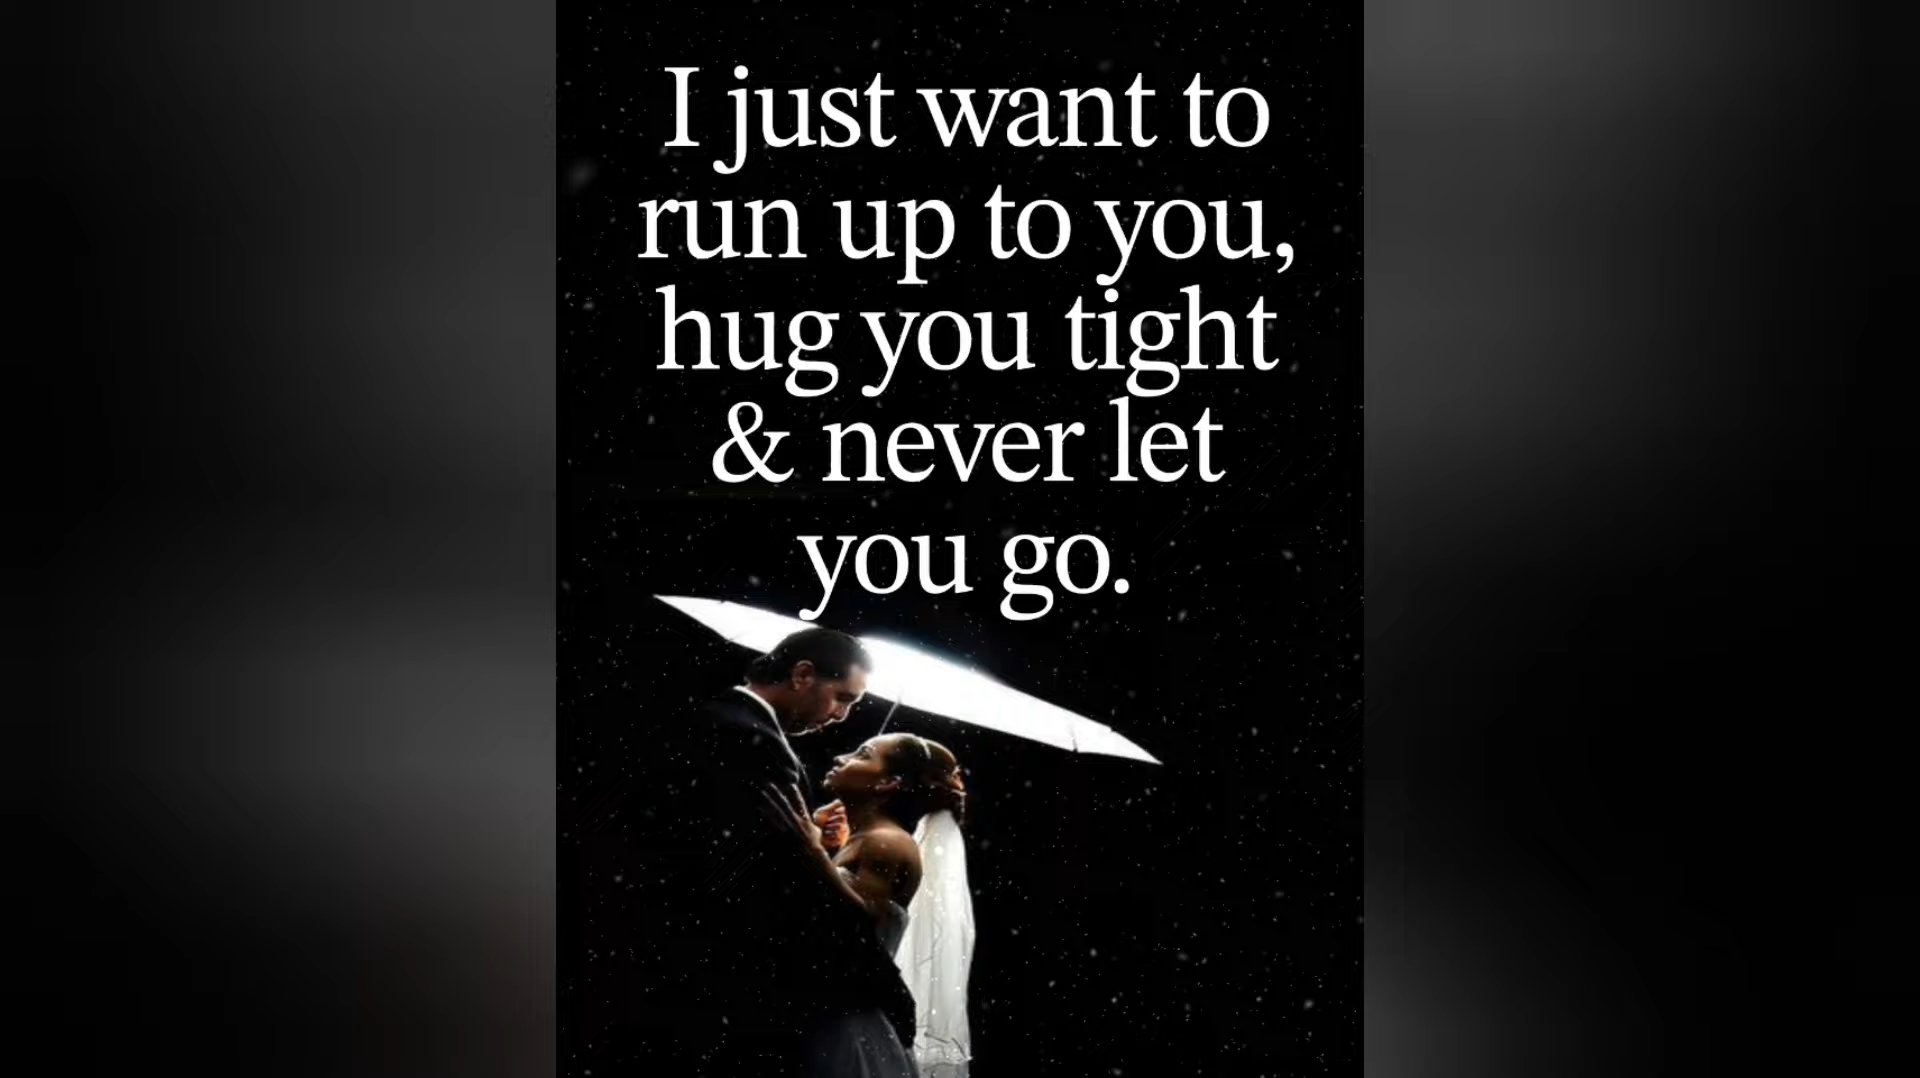 I just want to
run up to you,
hug you tight
& never let
you go.